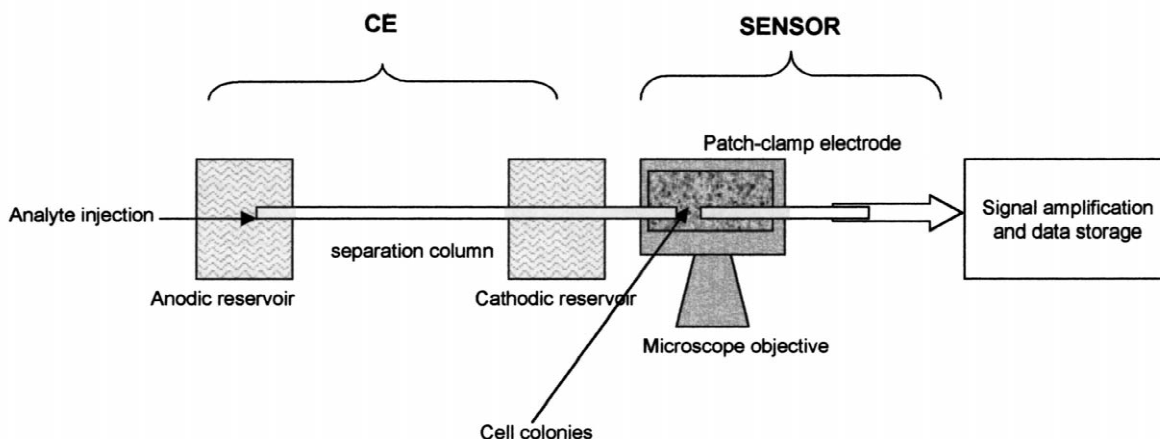 CE
SENSOR
Patch-clamp electrode
Analyte injection
Signal amplification
and data storage
separation column
Anodic reservoir
Cathodic reservoir
Microscope objective
Cell colonies